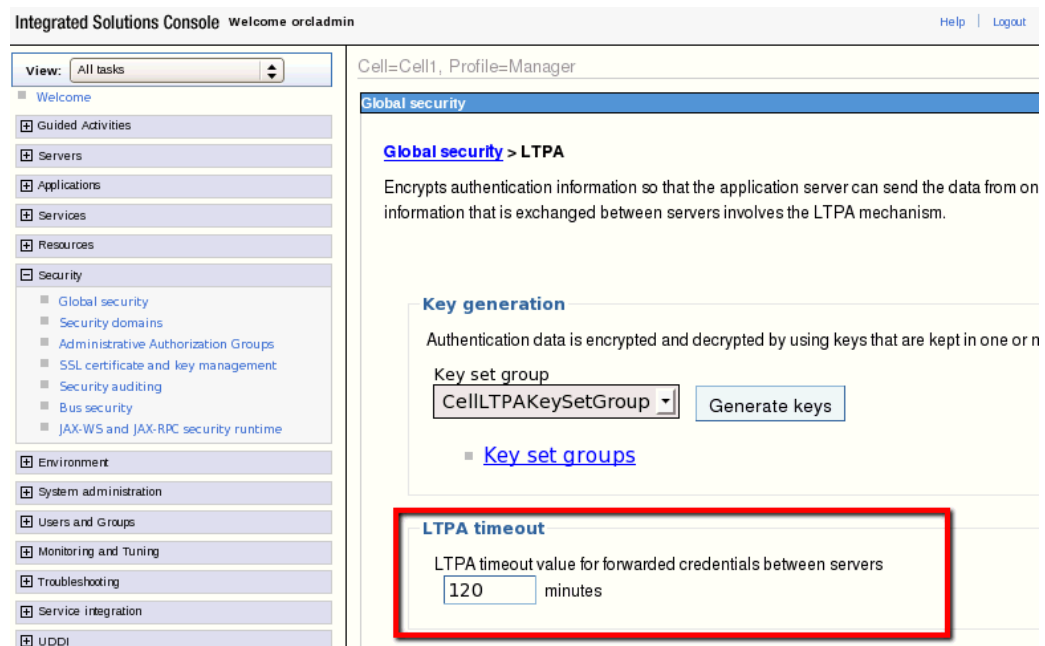 Integrated Solutions Console Welcome orcladmin
Help | Logout
View: All tasks
Welcome
Guided Activities
Servers
Applications
Services
Resources
Security
Global security
Security domains
Administrative Authorization Groups
SSL certificate and key management
Security auditing
Bus security
JAX-WS and JAX-RPC security runtime
Environment
System administration
Users and Groups
Monitoring and Tuning
Troubleshooting
Service integration
UDDI
Cell=Cell1, Profile=Manager
Global security
Global security > LTPA
Encrypts authentication information so that the application server can send the data from on
information that is exchanged between servers involves the LTPA mechanism.
Key generation
Authentication data is encrypted and decrypted by using keys that are kept in one or
Key set group
CellLTPAKeySetGroup
Generate keys
Key set groups
LTPA timeout
LTPA timeout value for forwarded credentials between servers
120 minutes